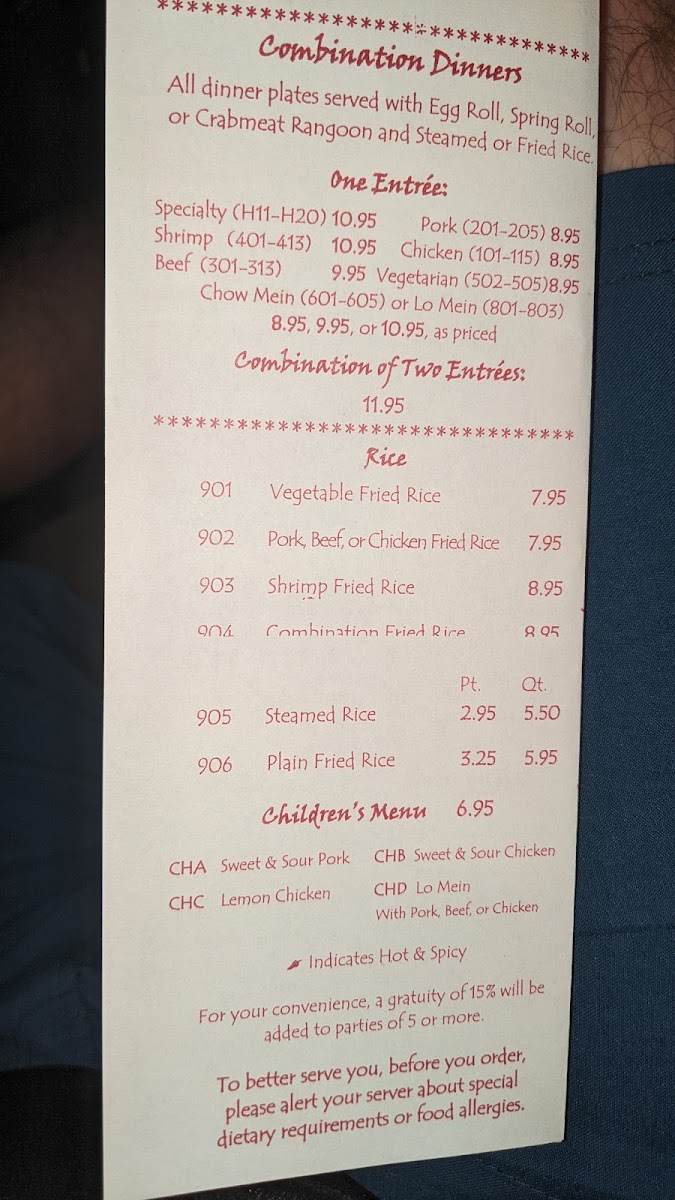 *******************************
Combination Dinners
All dinner plates served with Egg Roll, Spring Roll,
or Crabmeat Rangoon and Steamed or Fried Rice.
One Entrée:
Specialty (H11-H20) 10.95 Pork (201-205) 8.95
Shrimp (401-413) 10.95 Chicken (101-115) 8.95
Beef (301-313) 9.95 Vegetarian (502-505)8.95
Chow Mein (601-605) or Lo Mein (801-803)
8.95, 9.95, or 10.95, as priced
Combination of Two Entrées:
11.95
*******************************
Rice
901 Vegetable Fried Rice 7.95
902 Pork, Beef, or Chicken Fried Rice 7.95
903 Shrimp Fried Rice 8.95
904 Combination Fried Rice 8.95
Pt. Qt.
905 Steamed Rice 2.95 5.50
906 Plain Fried Rice 3.25 5.95
Children's Menu 6.95
CHA Sweet & Sour Pork CHB Sweet & Sour Chicken
CHC Lemon Chicken CHD Lo Mein
With Pork, Beef, or Chicken
Indicates Hot & Spicy
For your convenience, a gratuity of 15% will be
added to parties of 5 or more.
To better serve you, before you order,
please alert your server about special
dietary requirements or food allergies.